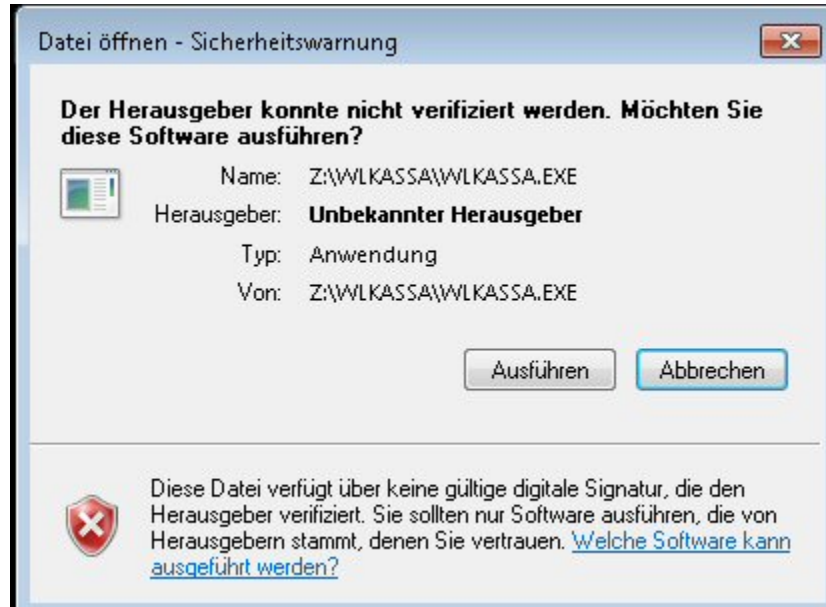 Datei öffnen - Sicherheitswarnung
Der Herausgeber konnte nicht verifiziert werden. Möchten Sie
diese Software ausführen?
Name: Z:\WLKASSA\WLKASSA.EXE
Herausgeber: Unbekannter Herausgeber
Typ: Anwendung
Von: Z:\WLKASSA\WLKASSA.EXE
Ausführen Abbrechen
Diese Datei verfügt über keine gültige digitale Signatur, die den
Herausgeber verifiziert. Sie sollten nur Software ausführen, die von
Herausgebern stammt, denen Sie vertrauen. Welche Software kann
ausgeführt werden?